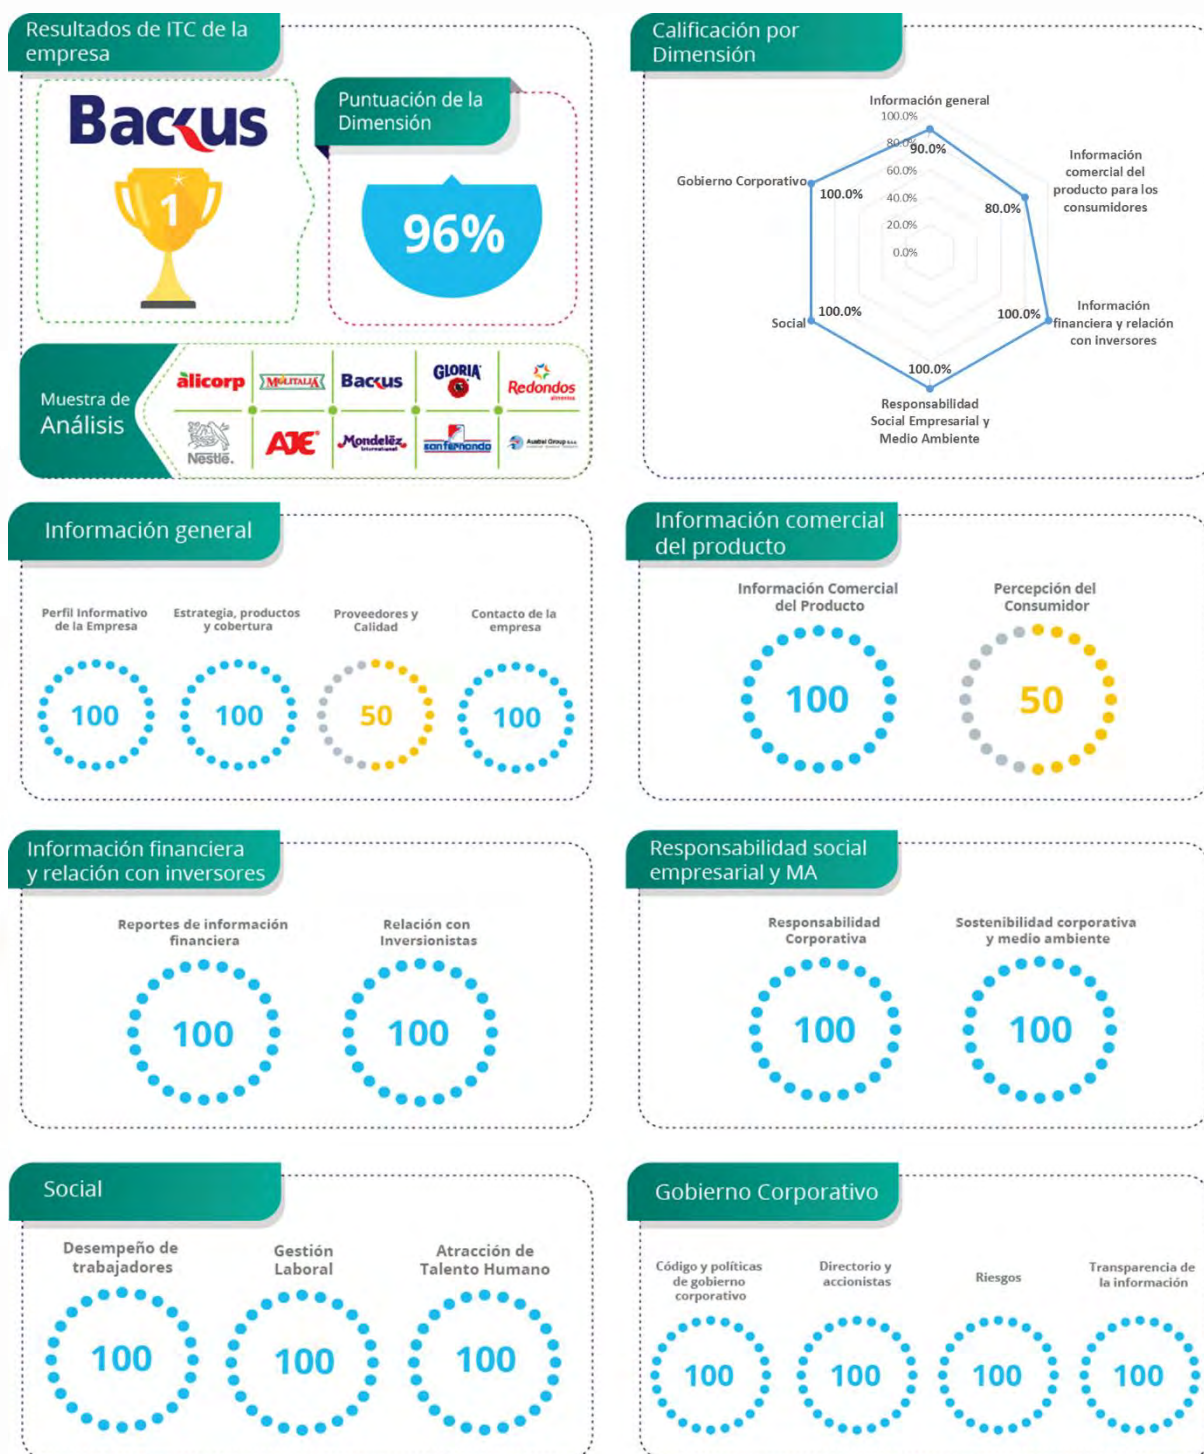 Resultados de ITC de la
empresa
Backus
1
Puntuación de la
Dimensión
96%
Muestra de
Análisis
alicorp
MOLITALIA
Backus
GLORIA
Redondos
alimentos
Nestlé.
AJE
Mondelēz
International
san fernando
Auabal Group S.A.C.
Calificación por
Dimensión
Información general
100.0%
80.0%
90.0%
60.0%
40.0%
20.0%
0.0%
Información
comercial del
producto para los
consumidores
80.0%
Gobierno Corporativo
100.0%
Social
100.0%
100.0%
Información
financiera y relación
con inversores
100.0%
Responsabilidad
Social Empresarial y
Medio Ambiente
Información general
Perfil Informativo
de la Empresa
100
Estrategia, productos
y cobertura
100
Proveedores y
Calidad
50
Contacto de la
empresa
100
Información comercial
del producto
Información Comercial
del Producto
100
Percepción del
Consumidor
50
Información financiera
y relación con inversores
Reportes de información
financiera
100
Relación con
Inversionistas
100
Responsabilidad social
empresarial y MA
Responsabilidad
Corporativa
100
Sostenibilidad corporativa
y medio ambiente
100
Social
Desempeño de
trabajadores
100
Gestión
Laboral
100
Atracción de
Talento Humano
100
Gobierno Corporativo
Código y políticas
de gobierno
corporativo
100
Directorio y
accionistas
100
Riesgos
100
Transparencia de
la información
100